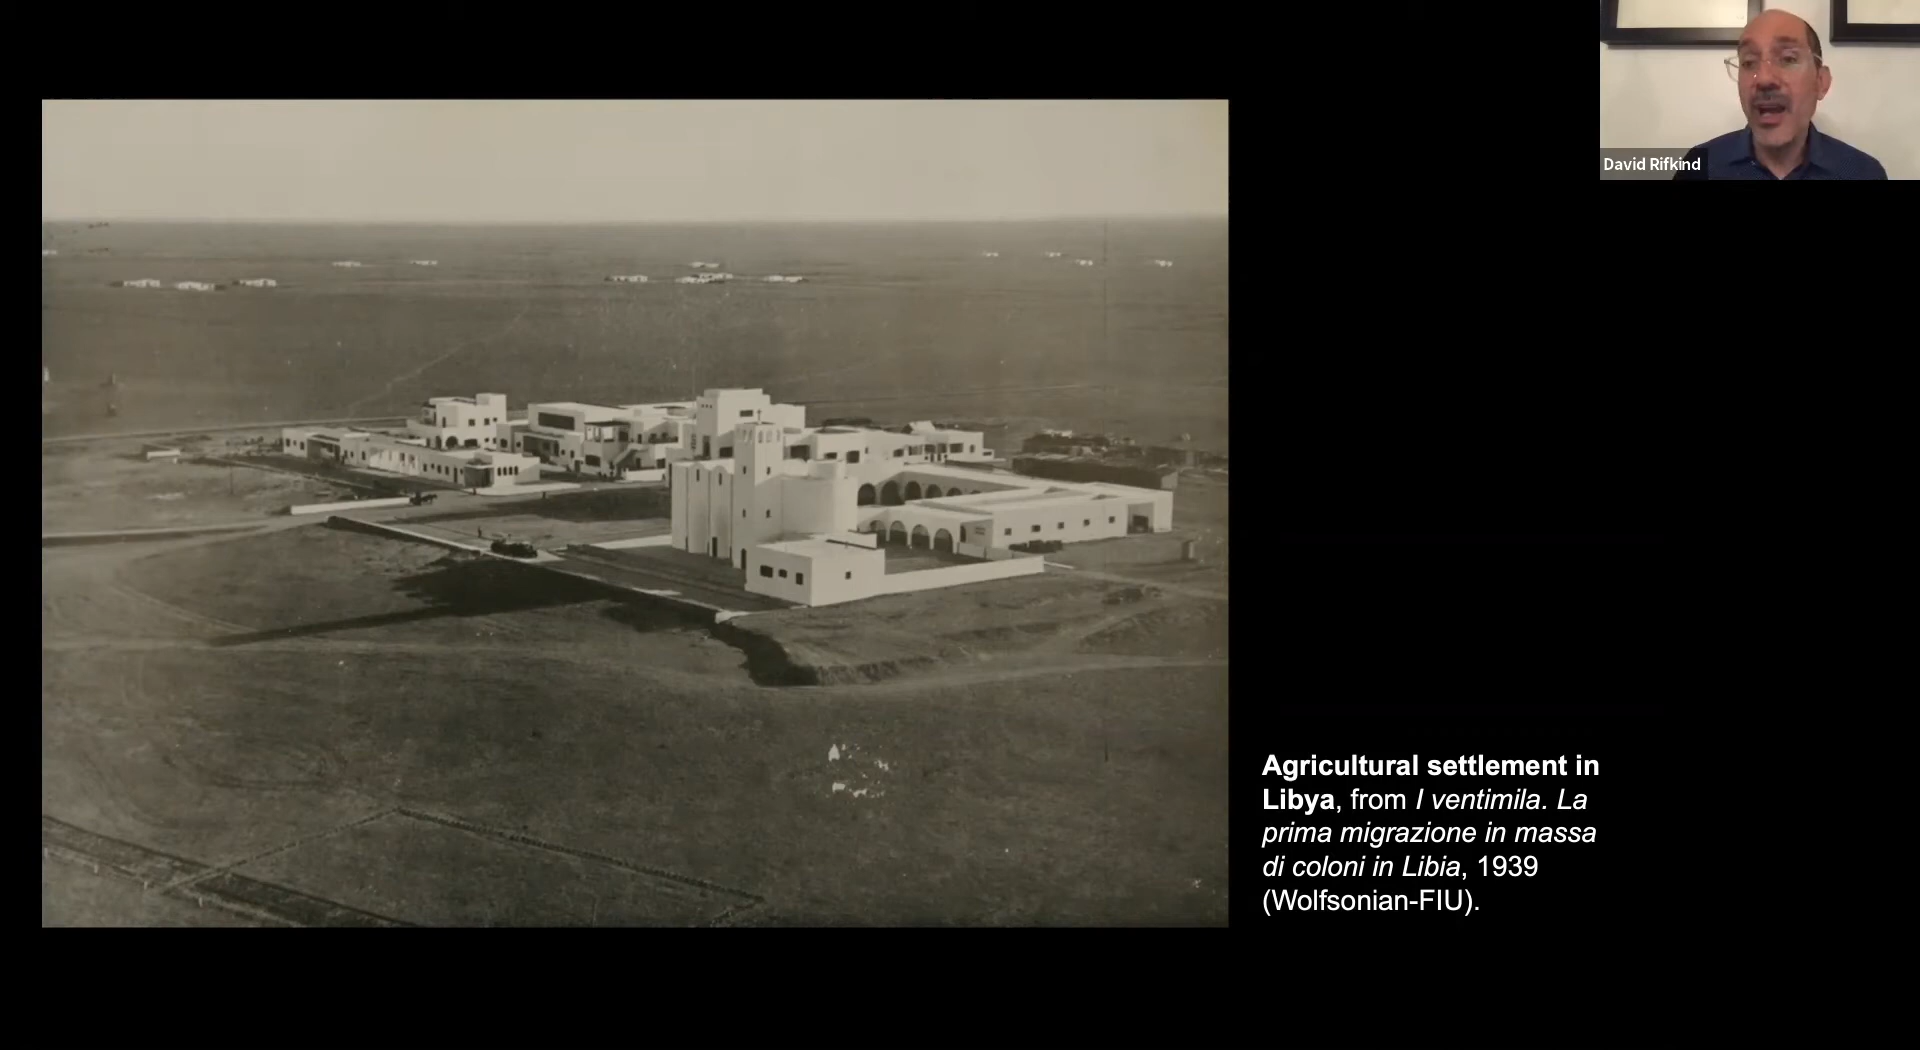 David Rifkind
Agricultural settlement in
Libya, from I ventimila. La
prima migrazione in massa
di coloni in Libia, 1939
(Wolfsonian-FIU).